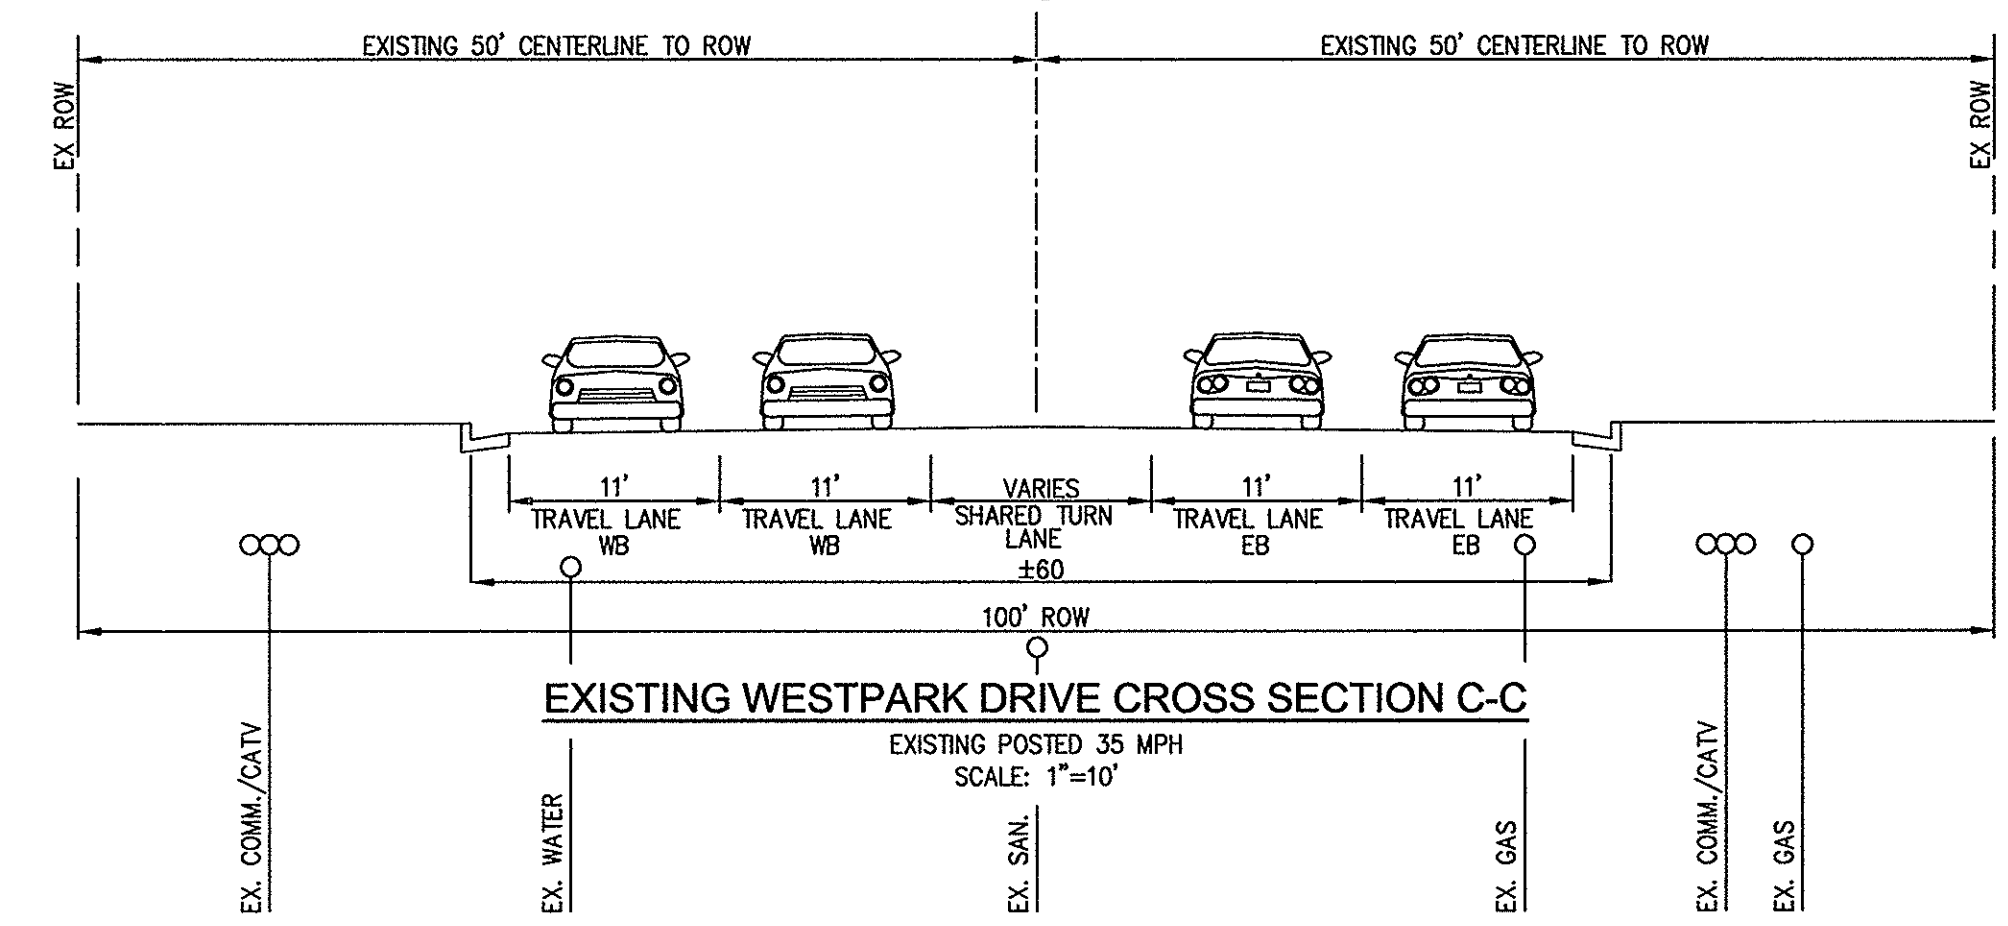 EXISTING 50' CENTERLINE TO ROW
EXISTING 50' CENTERLINE TO ROW
EX ROW
EX ROW
11'
TRAVEL LANE
WB
11'
TRAVEL LANE
WB
VARIES
SHARED TURN
LANE
11'
TRAVEL LANE
EB
11'
TRAVEL LANE
EB
±60
100' ROW
EXISTING WESTPARK DRIVE CROSS SECTION C-C
EXISTING POSTED 35 MPH
SCALE: 1"=10'
EX. COMM./CATV
EX. WATER
EX. SAN.
EX. GAS
EX. COMM./CATV
EX. GAS